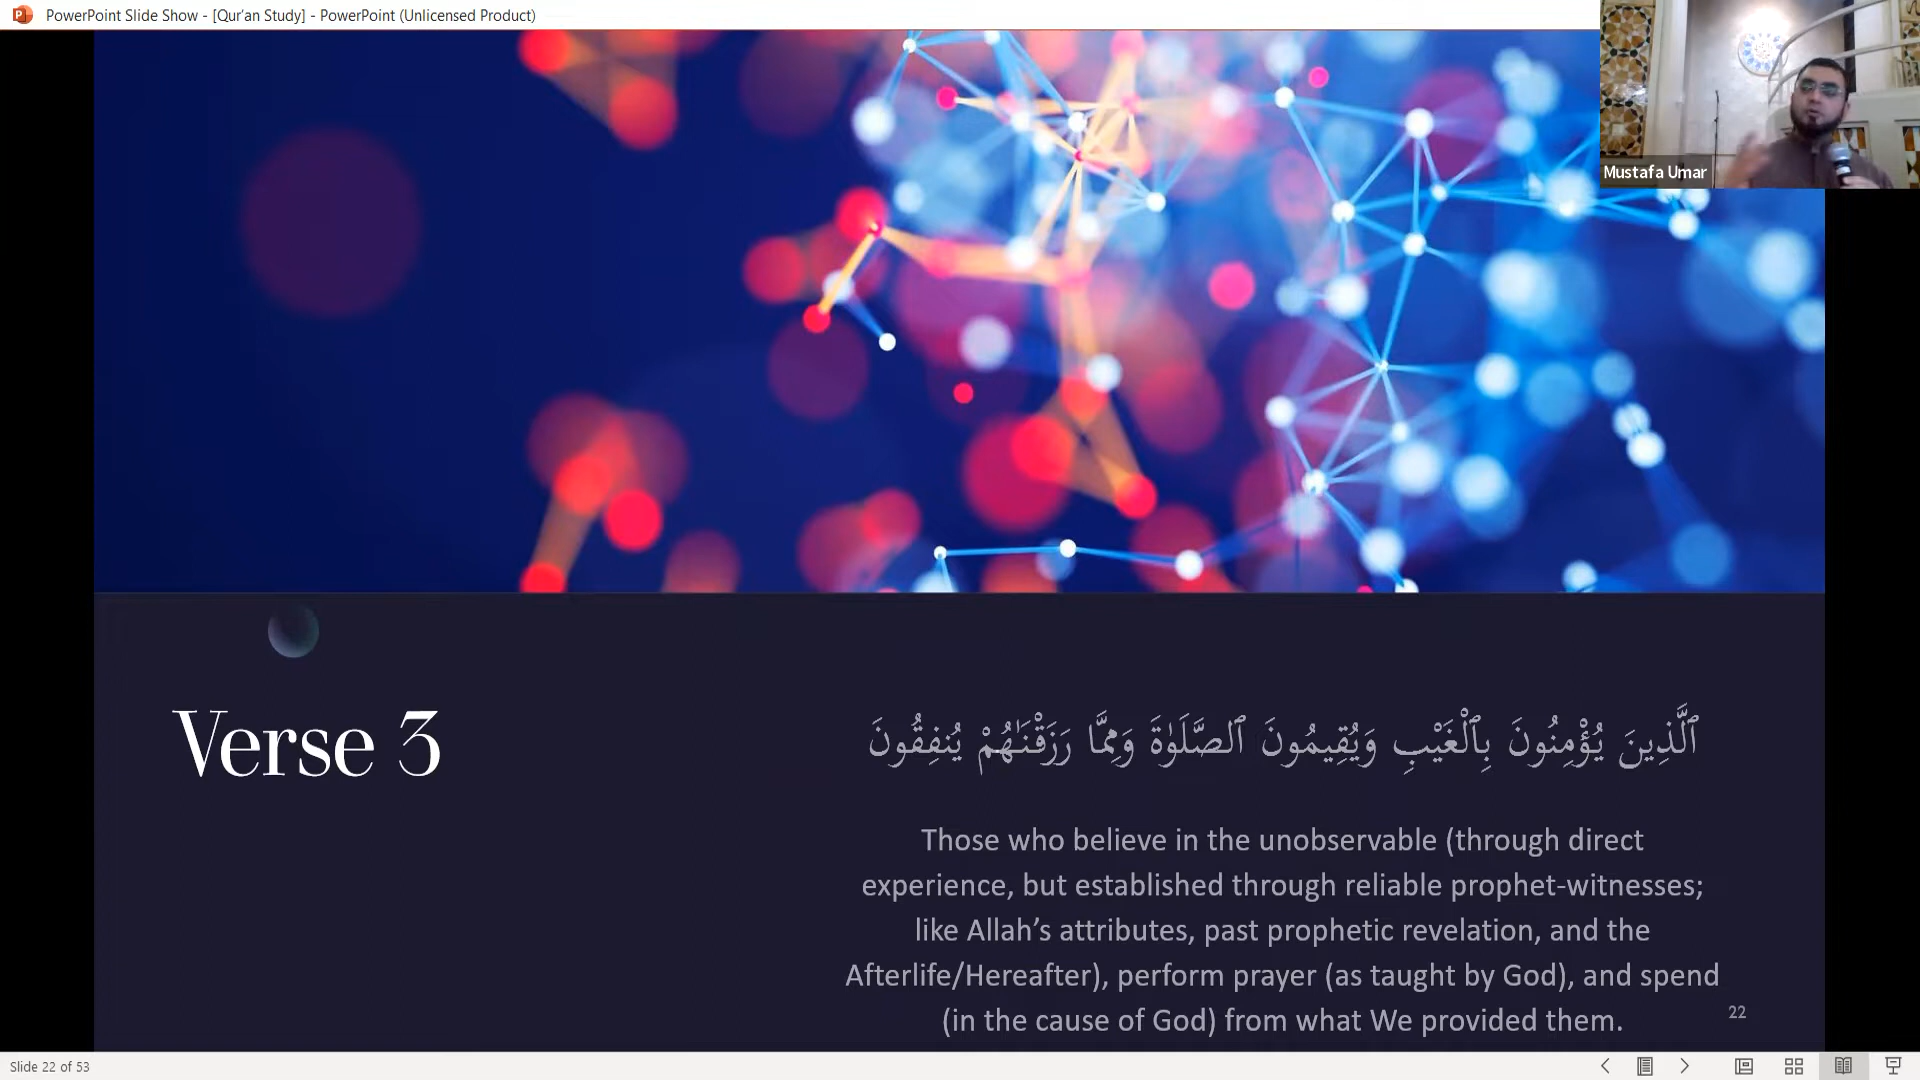 PowerPoint Slide Show - [Qur'an Study] - PowerPoint (Unlicensed Product)
Mustafa Umar
Verse 3
ٱلَّذِينَ يُؤْمِنُونَ بِٱلْغَيْبِ وَيُقِيمُونَ ٱلصَّلَوٰةَ وَمِمَّا رَزَقْنَـٰهُمْ يُنفِقُونَ
Those who believe in the unobservable (through direct
experience, but established through reliable prophet-witnesses;
like Allah’s attributes, past prophetic revelation, and the
Afterlife/Hereafter), perform prayer (as taught by God), and spend
(in the cause of God) from what We provided them.
22
Slide 22 of 53